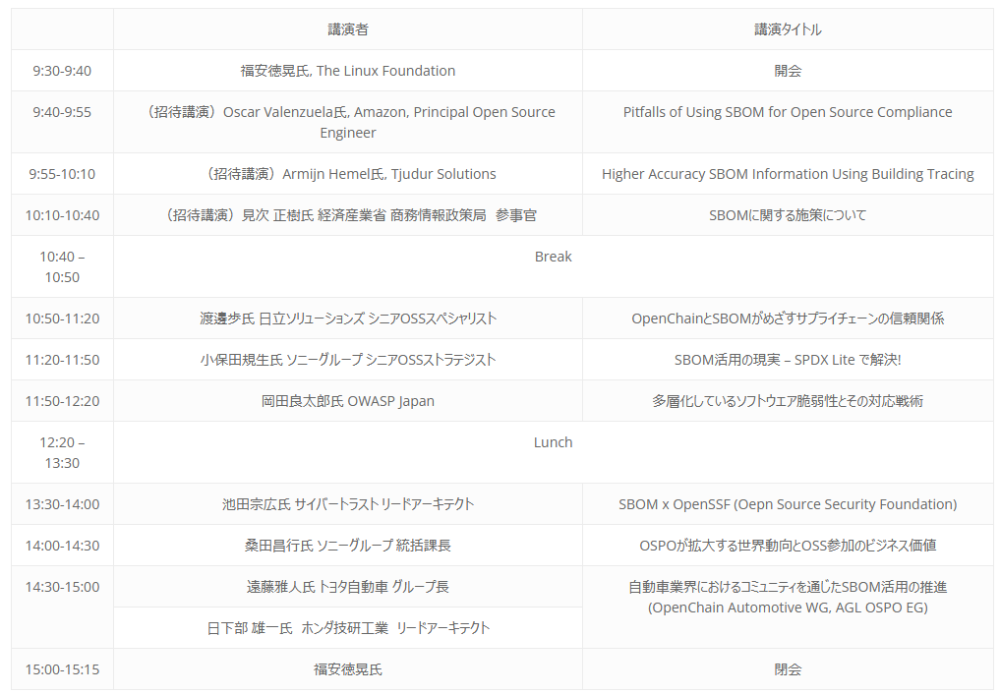 講演者 講演タイトル
9:30-9:40 福安徳晃氏, The Linux Foundation 開会
9:40-9:55 （招待講演）Oscar Valenzuela氏, Amazon, Principal Open Source Pitfalls of Using SBOM for Open Source Compliance
Engineer
9:55-10:10 （招待講演）Armijn Hemel氏, Tjudur Solutions Higher Accuracy SBOM Information Using Building Tracing
10:10-10:40 （招待講演）見次 正樹氏 経済産業省 商務情報政策局　参事官 SBOMに関する施策について
10:40 – Break
10:50
10:50-11:20 渡邊歩氏 日立ソリューションズ シニアOSSスペシャリスト OpenChainとSBOMがめざすサプライチェーンの信頼関係
11:20-11:50 小保田規生氏 ソニーグループ シニアOSSストラテジスト SBOM活用の現実 – SPDX Lite で解決!
11:50-12:20 岡田良太郎氏 OWASP Japan 多層化しているソフトウエア脆弱性とその対応戦術
12:20 – Lunch
13:30
13:30-14:00 池田宗広氏 サイバートラスト リードアーキテクト SBOM x OpenSSF (Oepn Source Security Foundation)
14:00-14:30 桑田昌行氏 ソニーグループ 統括課長 OSPOが拡大する世界動向とOSS参加のビジネス価値
14:30-15:00 遠藤雅人氏 トヨタ自動車 グループ長 自動車業界におけるコミュニティを通じたSBOM活用の推進
(OpenChain Automotive WG, AGL OSPO EG)
日下部 雄一氏　ホンダ技研工業　リードアーキテクト
15:00-15:15 福安徳晃氏 閉会